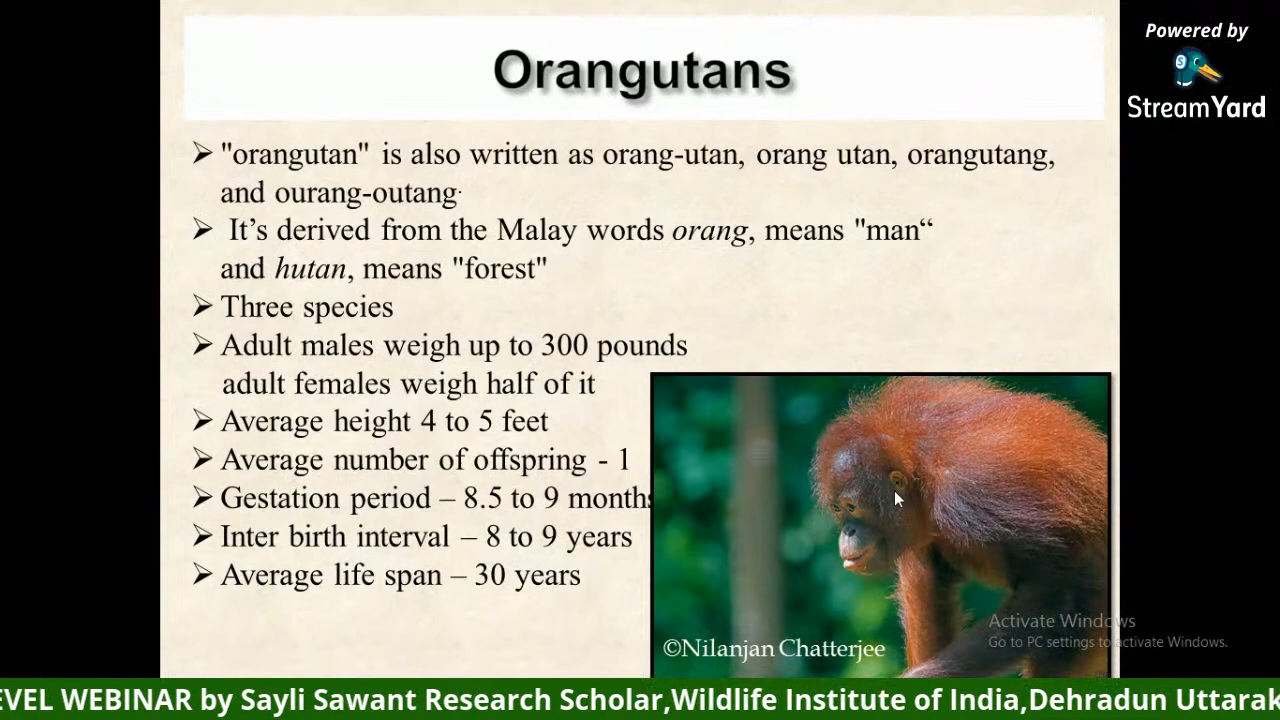 Orangutans
Powered by
StreamYard
➢ "orangutan" is also written as orang-utan, orang utan, orangutang,
and ourang-outang.
➢ It’s derived from the Malay words orang, means "man“
and hutan, means "forest"
➢ Three species
➢ Adult males weigh up to 300 pounds
adult females weigh half of it
➢ Average height 4 to 5 feet
➢ Average number of offspring - 1
➢ Gestation period – 8.5 to 9 months
➢ Inter birth interval – 8 to 9 years
➢ Average life span – 30 years
©Nilanjan Chatterjee
Activate Windows
Go to PC settings to activate Windows.
EVEL WEBINAR by Sayli Sawant Research Scholar,Wildlife Institute of India,Dehradun Uttarak